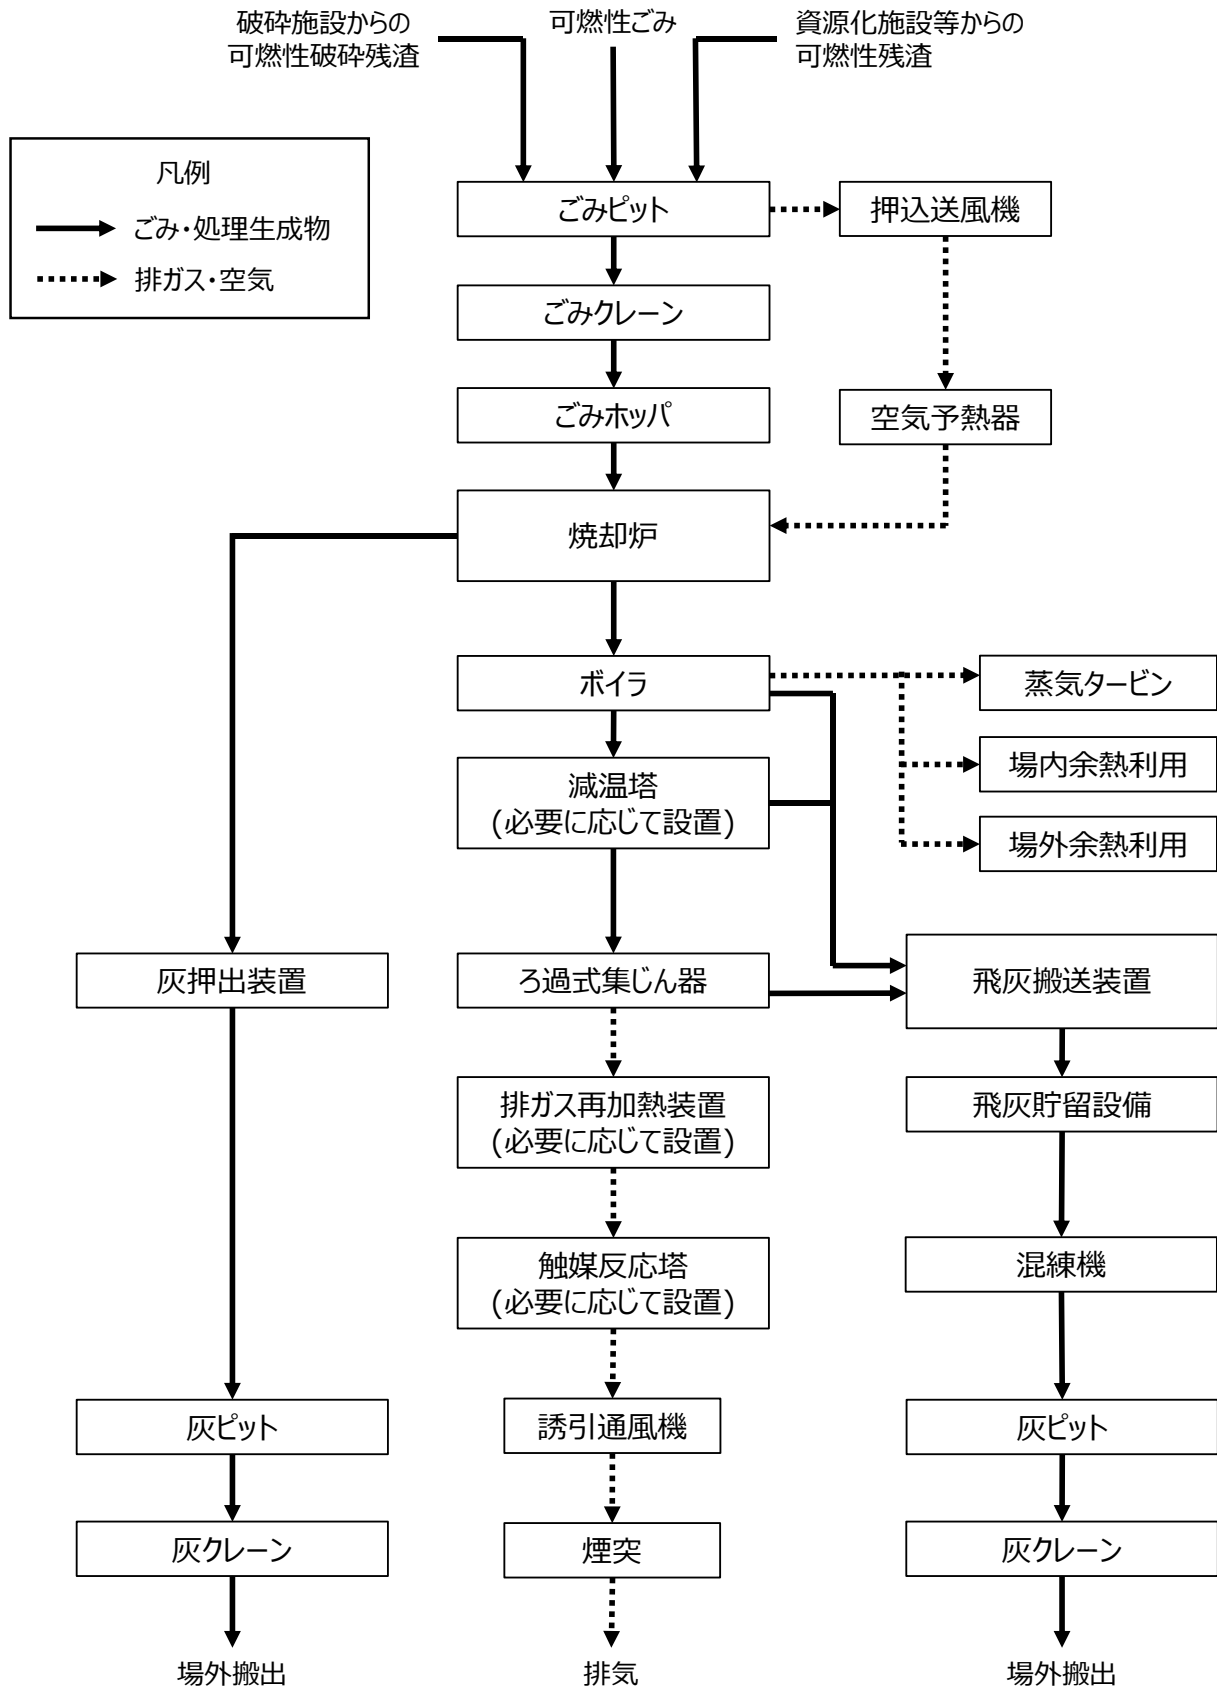 破砕施設からの
可燃性破砕残渣
可燃性ごみ
資源化施設等からの
可燃性残渣
凡例
ごみ・処理生成物
排ガス・空気
ごみピット
押込送風機
ごみクレーン
ごみホッパ
空気予熱器
焼却炉
ボイラ
蒸気タービン
減温塔
(必要に応じて設置)
場内余熱利用
場外余熱利用
灰押出装置
ろ過式集じん器
飛灰搬送装置
排ガス再加熱装置
(必要に応じて設置)
飛灰貯留設備
触媒反応塔
(必要に応じて設置)
混練機
灰ピット
誘引通風機
灰ピット
灰クレーン
煙突
灰クレーン
場外搬出
排気
場外搬出